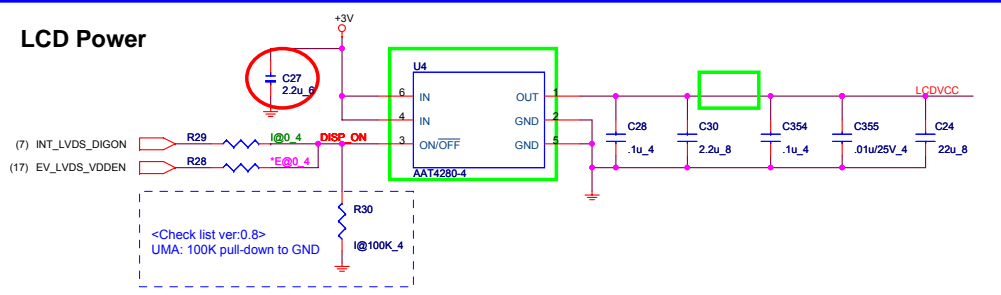 +3V
LCD Power
C27
2.2u_6
U4
6 IN OUT 1
4 IN GND 2
3 ON/OFF GND 5
AAT4280-4
LCDVCC
C28
.1u_4
C30
2.2u_8
C354
.1u_4
C355
.01u/25V_4
C24
22u_8
(7) INT_LVDS_DIGON
R29
I@0_4
DISP_ON
(17) EV_LVDS_VDDEN
R28
*E@0_4
R30
I@100K_4
<Check list ver:0.8>
UMA: 100K pull-down to GND